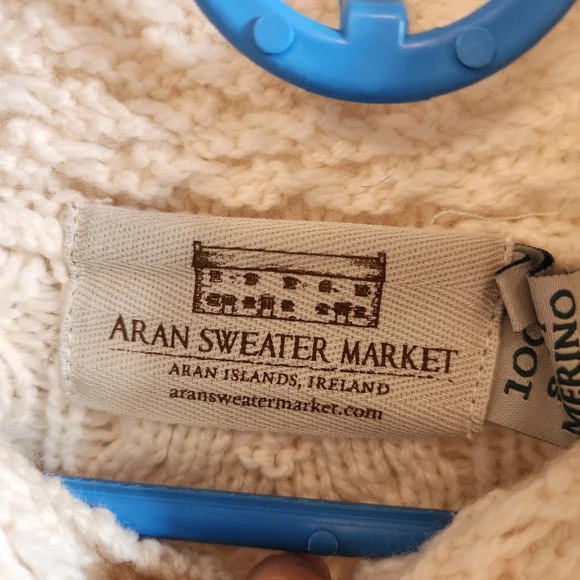 ARAN SWEATER MARKET
ARAN ISLANDS, IRELAND
aransweatermarket.com
100
MERINO